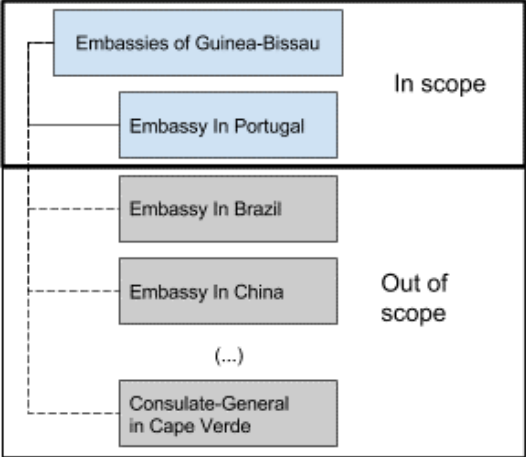 Embassies of Guinea-Bissau
In scope
Embassy In Portugal
Embassy In Brazil
Embassy In China
Out of
scope
(...)
Consulate-General
in Cape Verde